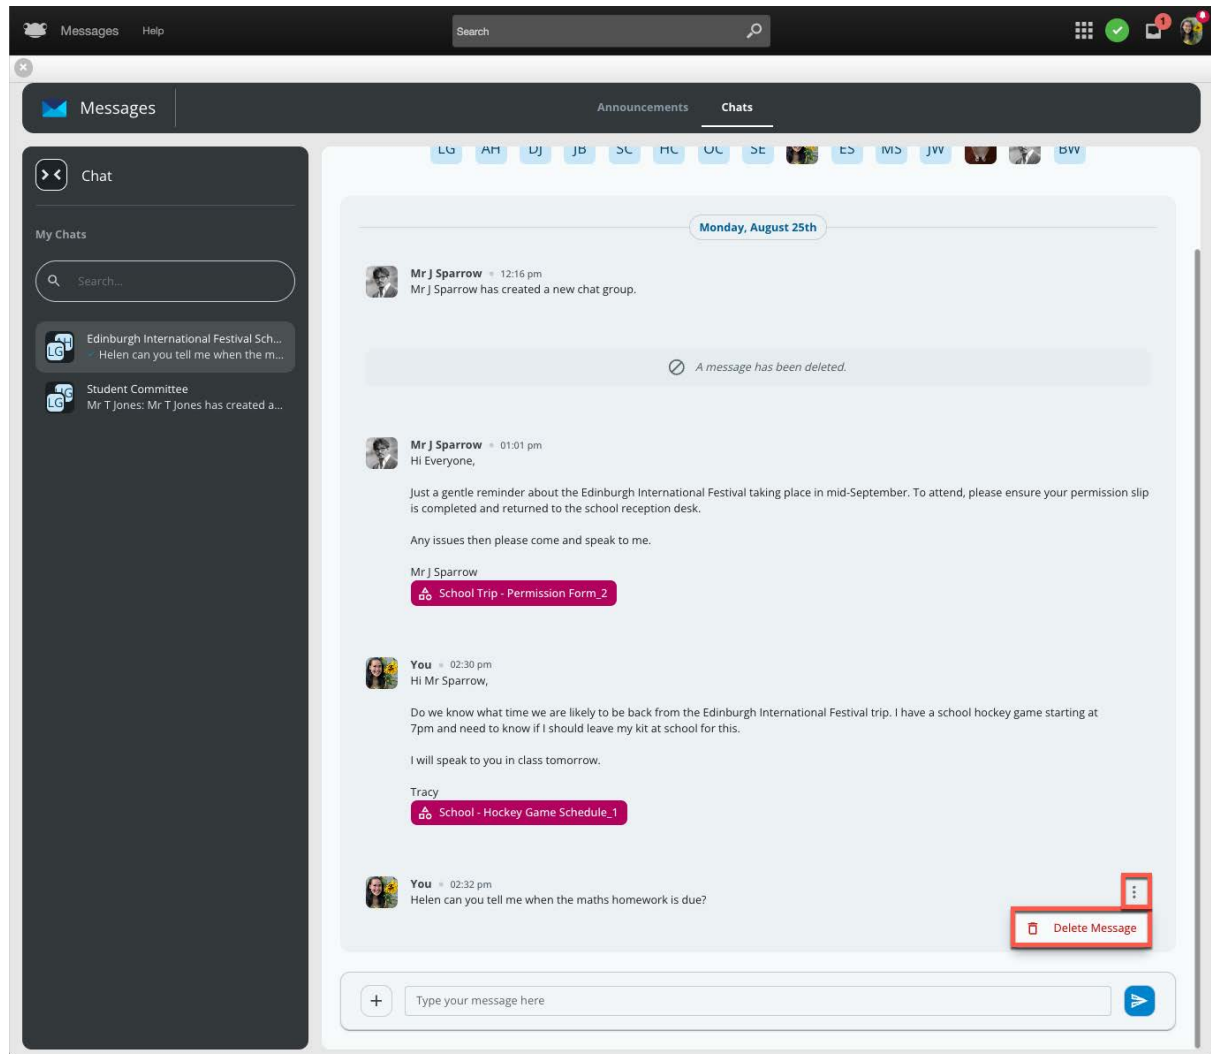 Messages Help Search 1
Messages Announcements Chats
Chat
My Chats
Search...
LG AH Edinburgh International Festival Sch...
Helen can you tell me when the m...
LG HG Student Committee
Mr T Jones: Mr T Jones has created a...
LG AH DJ JB SC HC OC SE ES MS JW BW
Monday, August 25th
Mr J Sparrow 12:16 pm
Mr J Sparrow has created a new chat group.
A message has been deleted.
Mr J Sparrow 01:01 pm
Hi Everyone,
Just a gentle reminder about the Edinburgh International Festival taking place in mid-September. To attend, please ensure your permission slip
is completed and returned to the school reception desk.
Any issues then please come and speak to me.
Mr J Sparrow
School Trip - Permission Form_2
You 02:30 pm
Hi Mr Sparrow,
Do we know what time we are likely to be back from the Edinburgh International Festival trip. I have a school hockey game starting at
7pm and need to know if I should leave my kit at school for this.
I will speak to you in class tomorrow.
Tracy
School - Hockey Game Schedule_1
You 02:32 pm
Helen can you tell me when the maths homework is due?
Delete Message
Type your message here